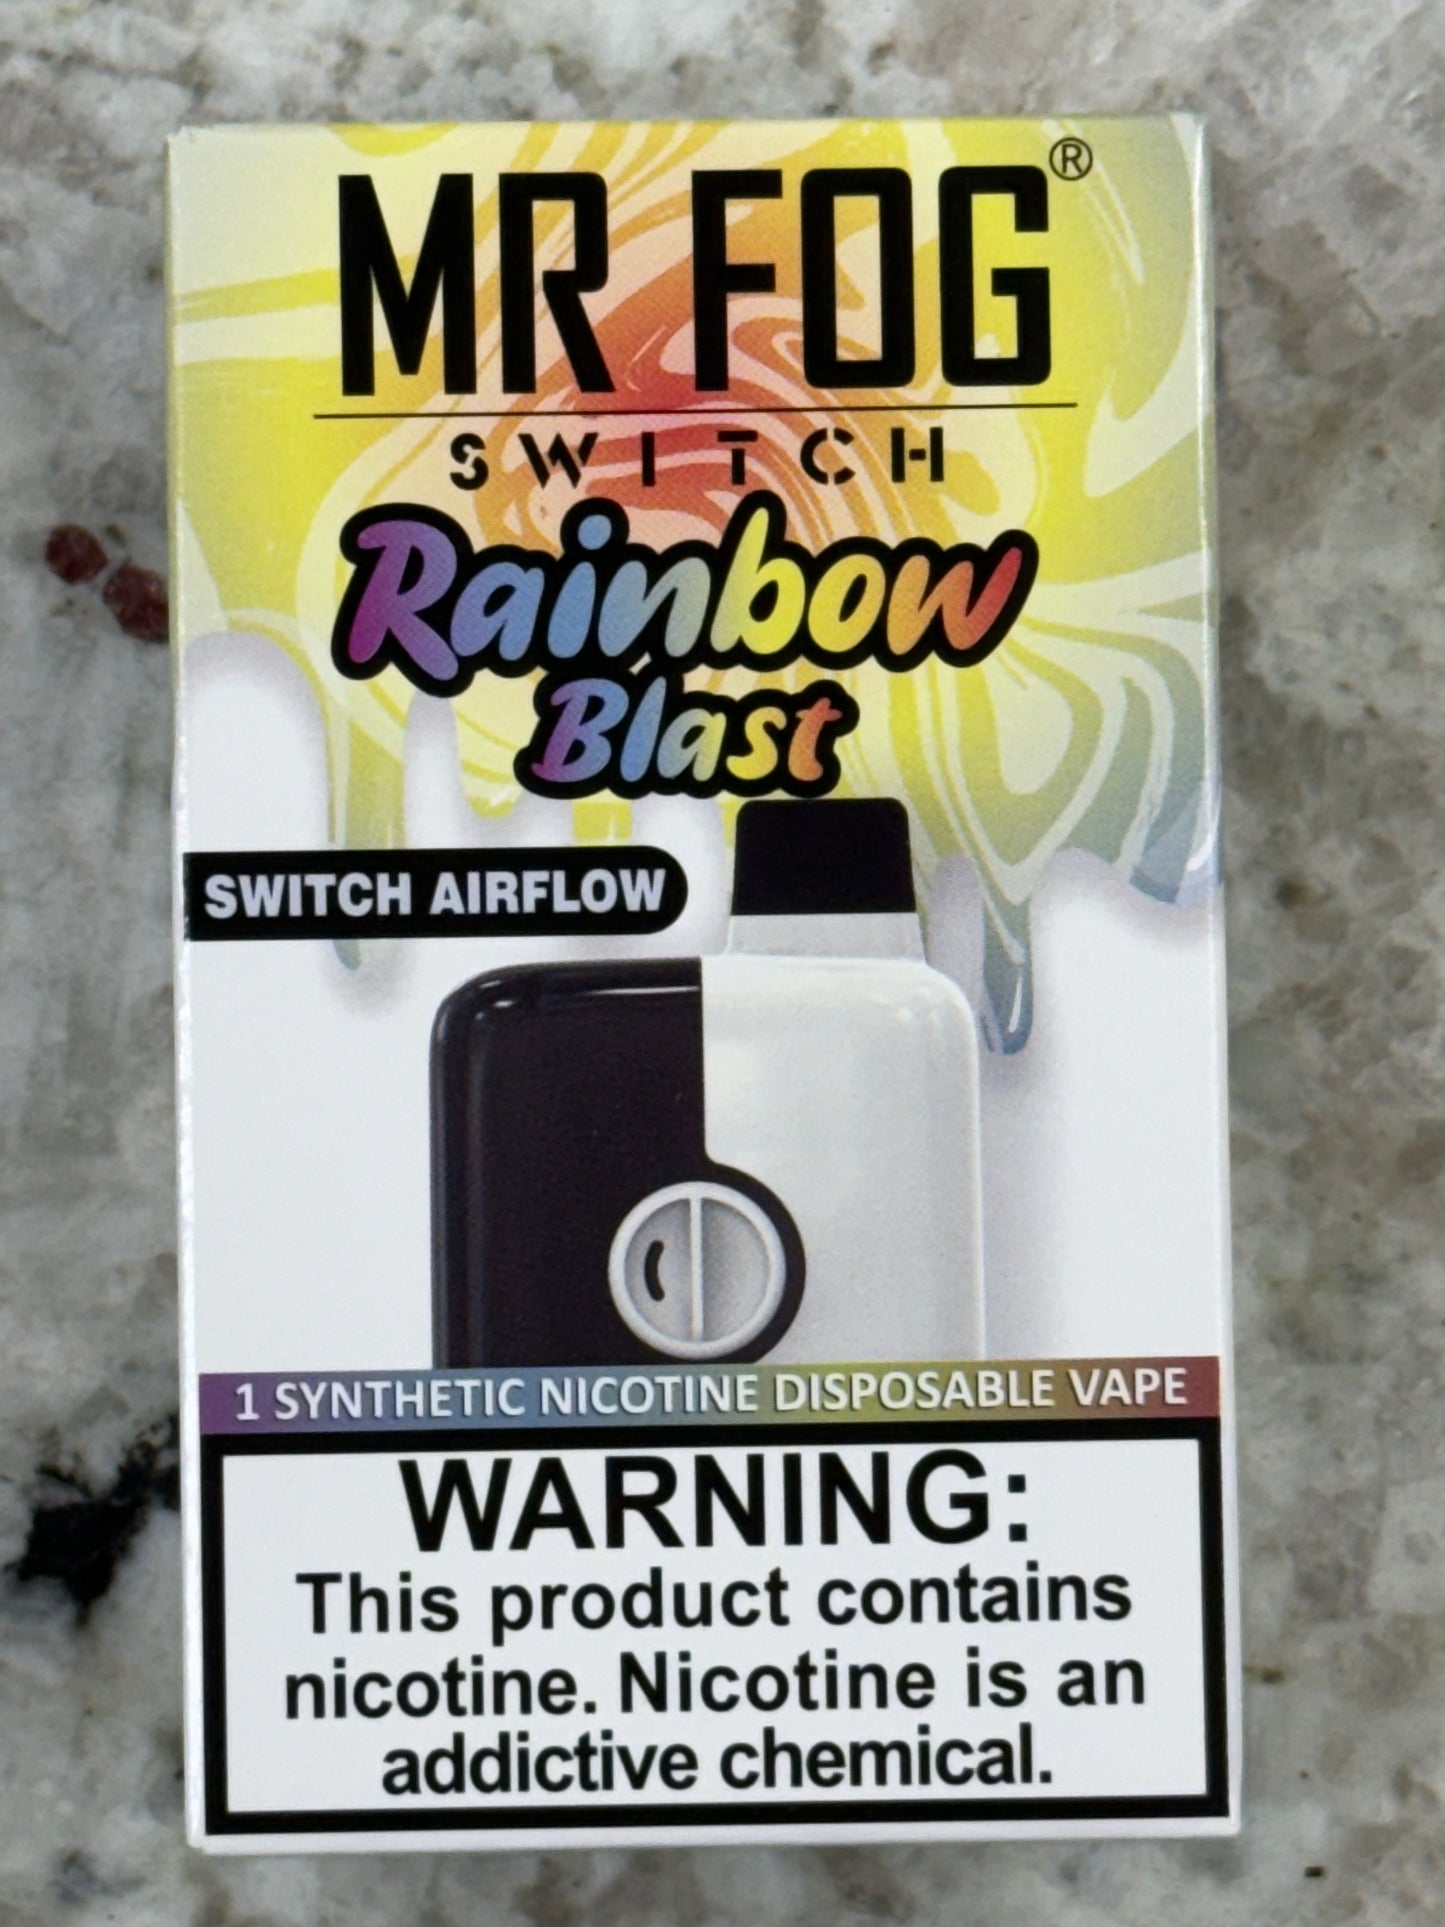 MR FOG®
SWITCH
Rainbow
Blast
SWITCH AIRFLOW
1 SYNTHETIC NICOTINE DISPOSABLE VAPE
WARNING:
This product contains
nicotine. Nicotine is an
addictive chemical.